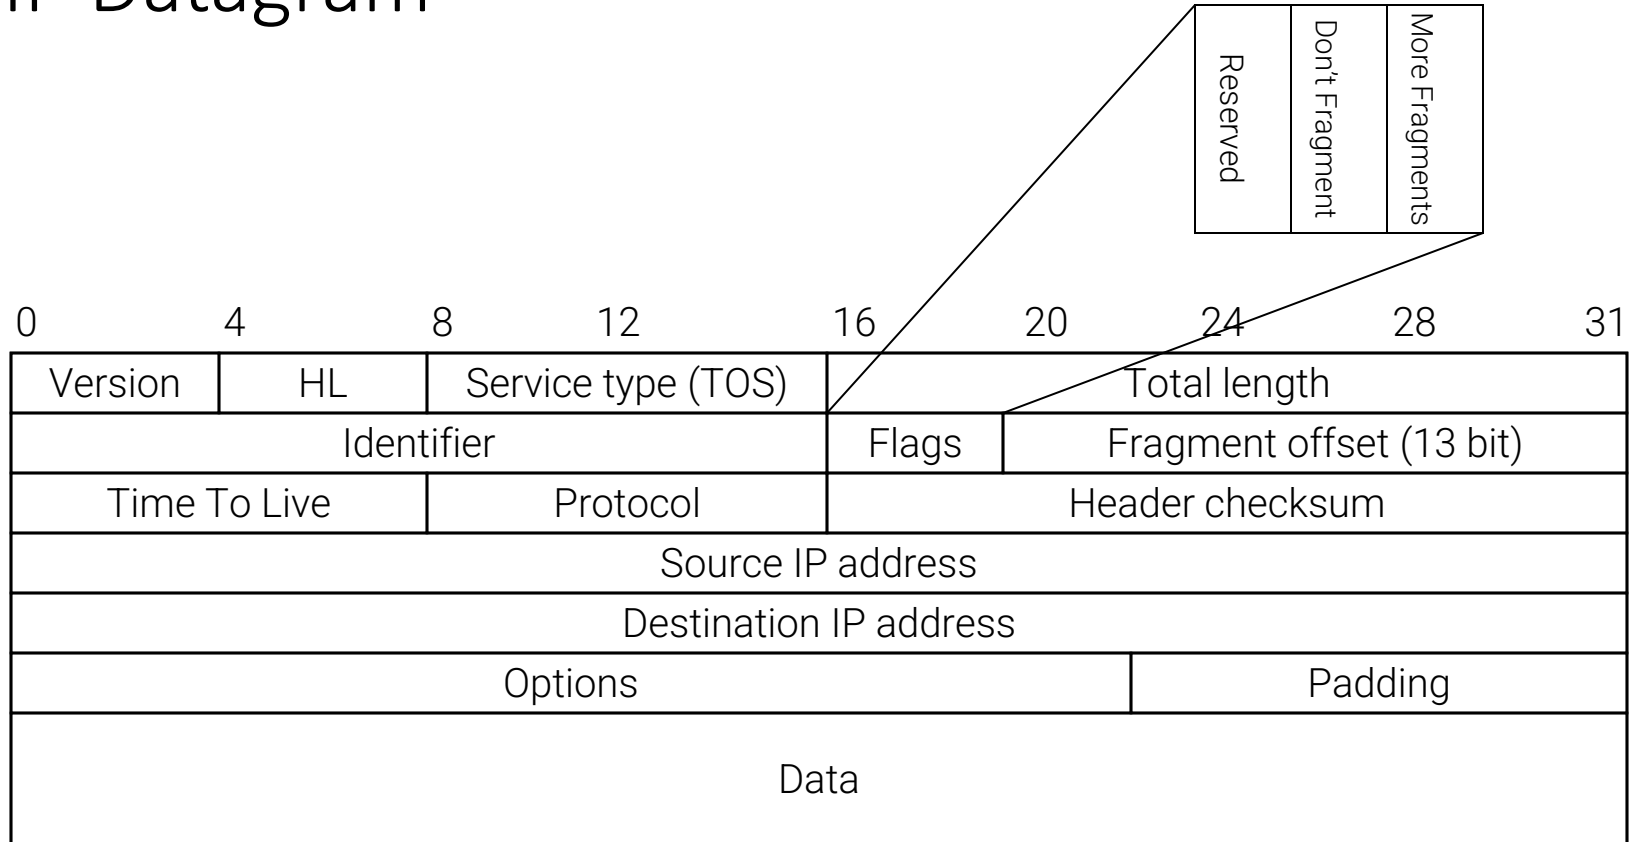 IP Datagram
Reserved
Don't Fragment
More Fragments
0 4 8 12 16 20 24 28 31
Version HL Service type (TOS) Total length
Identifier Flags Fragment offset (13 bit)
Time To Live Protocol Header checksum
Source IP address
Destination IP address
Options Padding
Data